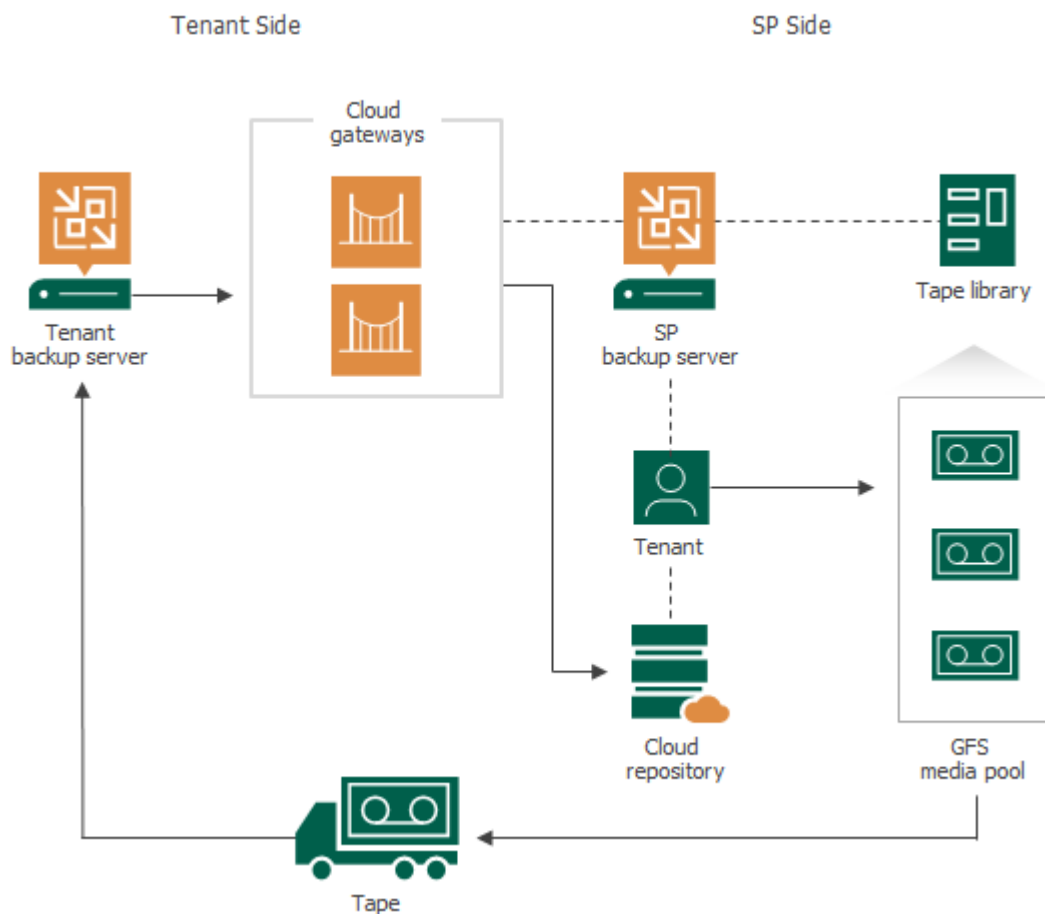 Tenant Side
SP Side
Cloud
gateways
Tenant
backup server
SP
backup server
Tape library
Tenant
Cloud
repository
GFS
media pool
Tape